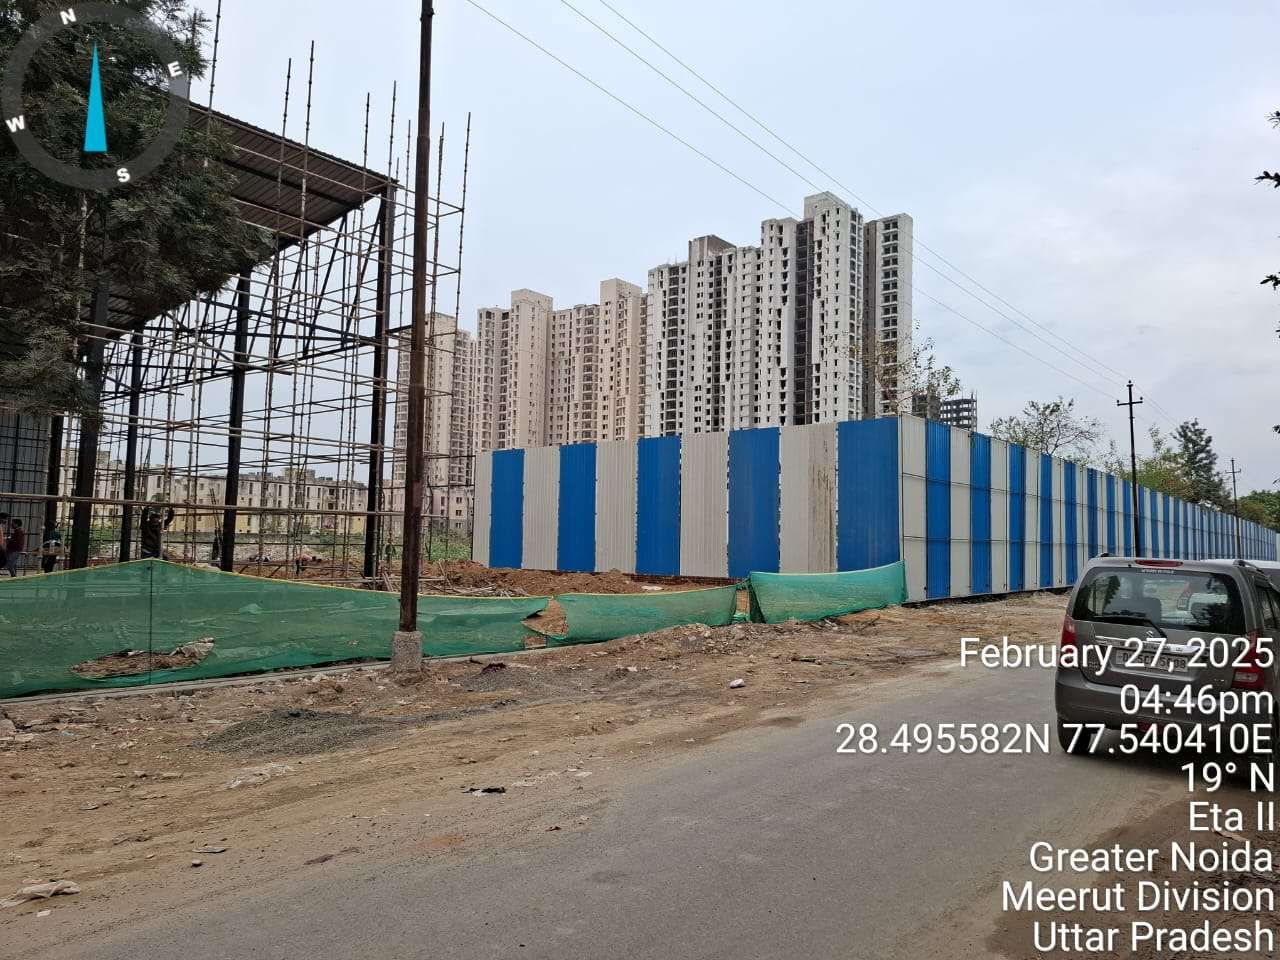 N
E
W
S
February 27, 2025
04:46pm
28.495582N 77.540410E
19° N
Eta II
Greater Noida
Meerut Division
Uttar Pradesh